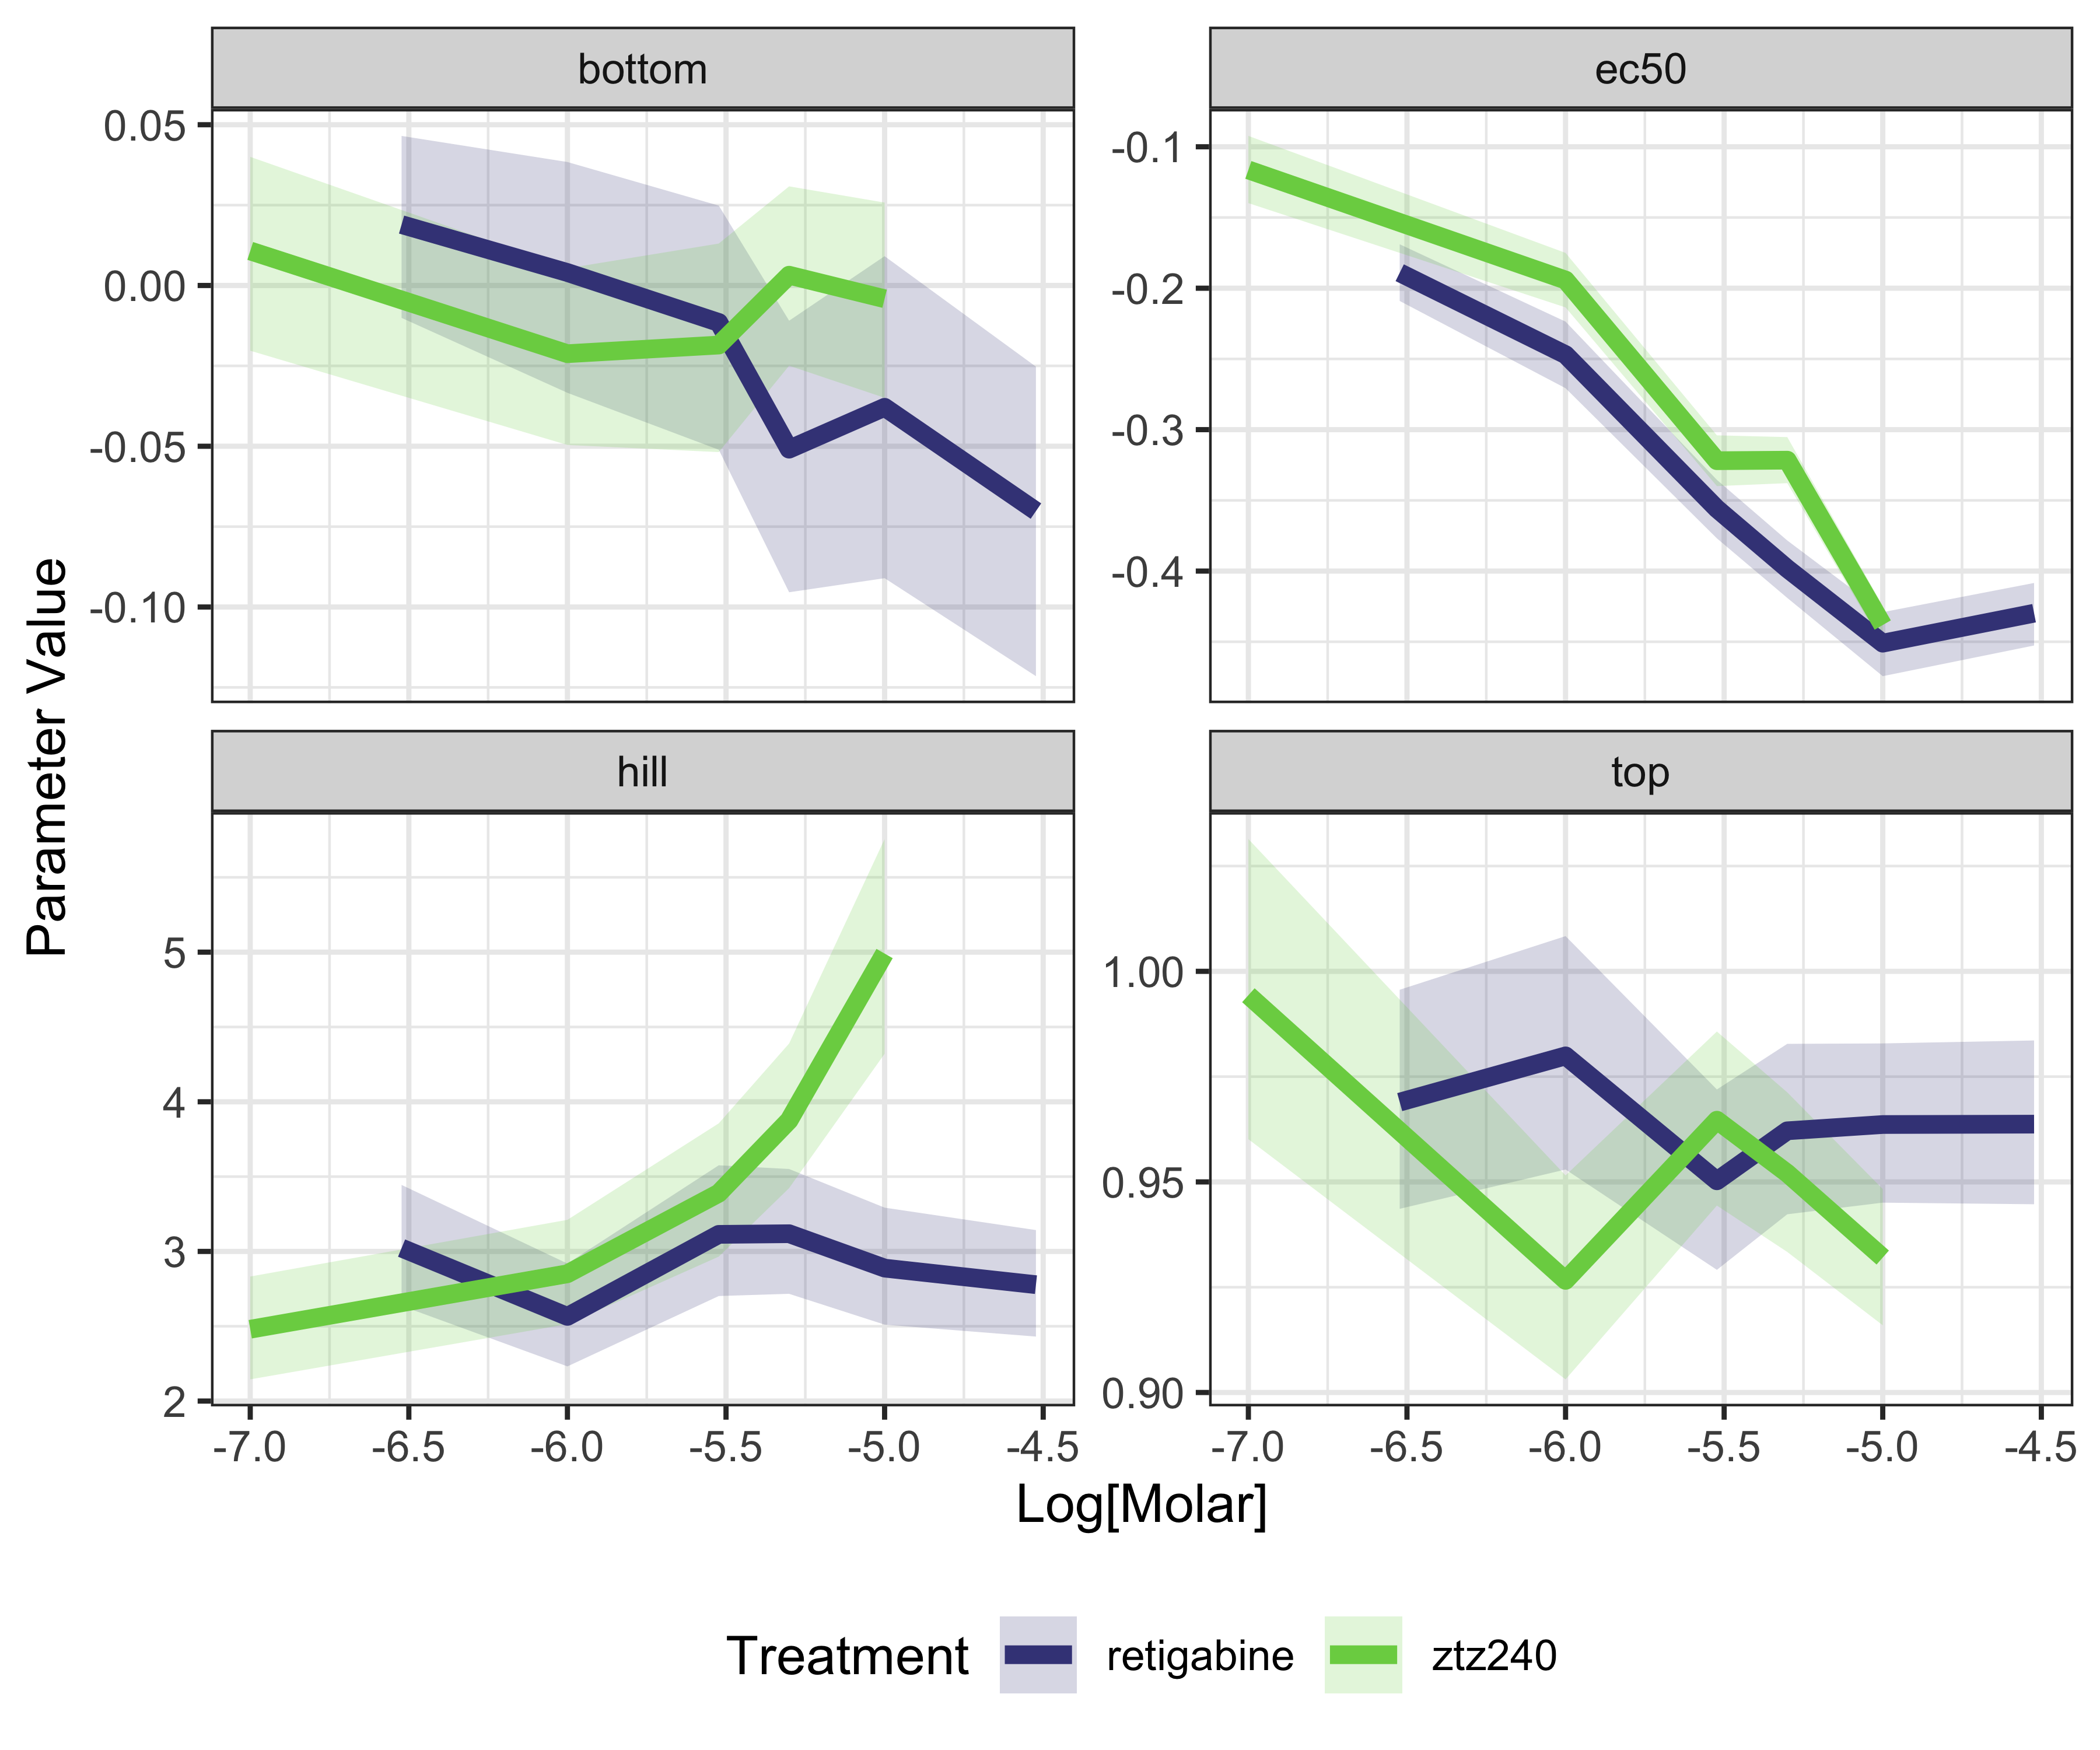 bottom
ec50
0.05
0.00
-0.05
-0.10
-0.1
-0.2
-0.3
-0.4
Parameter Value
hill
top
5
4
3
2
1.00
0.95
0.90
-7.0 -6.5 -6.0 -5.5 -5.0 -4.5
-7.0 -6.5 -6.0 -5.5 -5.0 -4.5
Log[Molar]
Treatment retigabine ztz240